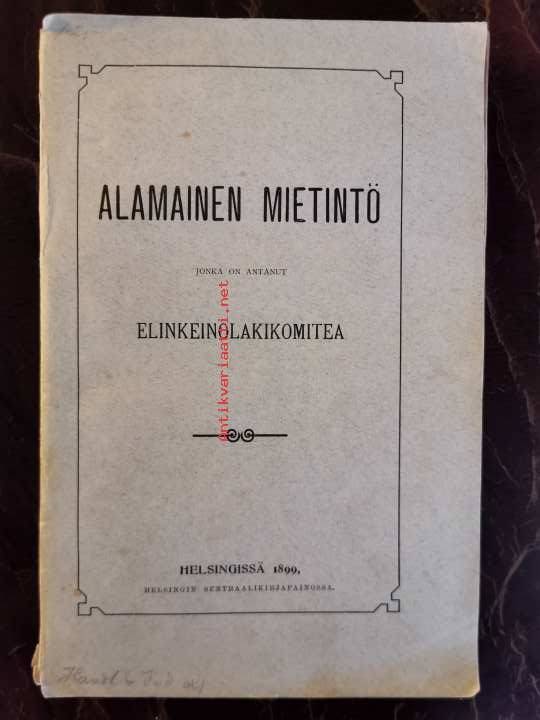 ALAMAINEN MIETINTÖ
JONKA ON ANTANUT
ELINKEINOLAKIKOMITEA
antikvariaatti.net
HELSINGISSÄ 1899,
HELSINGIN SENTRAALIKIRJAPAINOSSA.